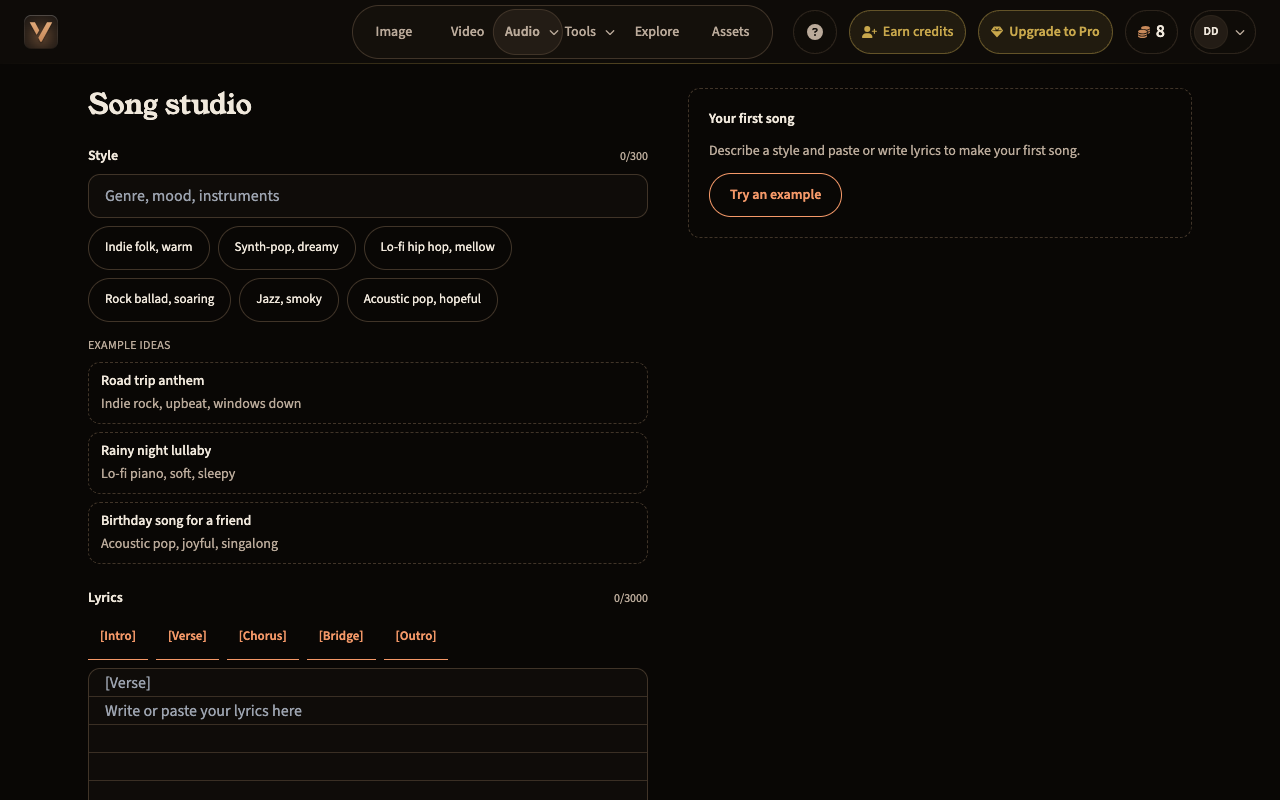 Image Video Audio Tools Explore Assets ? Earn credits Upgrade to Pro 8 DD
Song studio
Style 0/300
Genre, mood, instruments
Indie folk, warm Synth-pop, dreamy Lo-fi hip hop, mellow
Rock ballad, soaring Jazz, smoky Acoustic pop, hopeful
EXAMPLE IDEAS
Road trip anthem
Indie rock, upbeat, windows down
Rainy night lullaby
Lo-fi piano, soft, sleepy
Birthday song for a friend
Acoustic pop, joyful, singalong
Lyrics 0/3000
[Intro] [Verse] [Chorus] [Bridge] [Outro]
[Verse]
Write or paste your lyrics here
Your first song
Describe a style and paste or write lyrics to make your first song.
Try an example